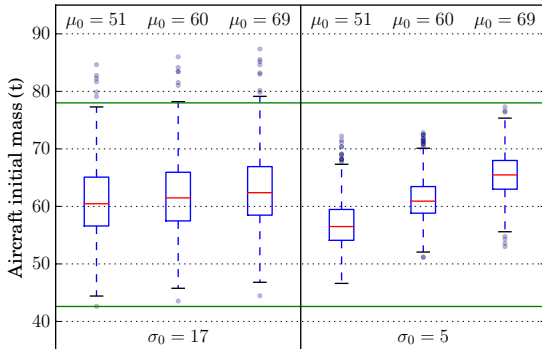 μ₀ = 51 μ₀ = 60 μ₀ = 69 μ₀ = 51 μ₀ = 60 μ₀ = 69
Aircraft initial mass (t)
90
80
70
60
50
40
σ₀ = 17 σ₀ = 5